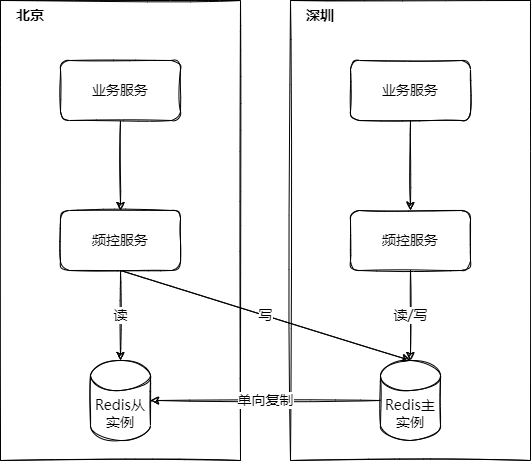 北京
深圳
业务服务
业务服务
频控服务
频控服务
读
写
读/写
Redis从
实例
单向复制
Redis主
实例